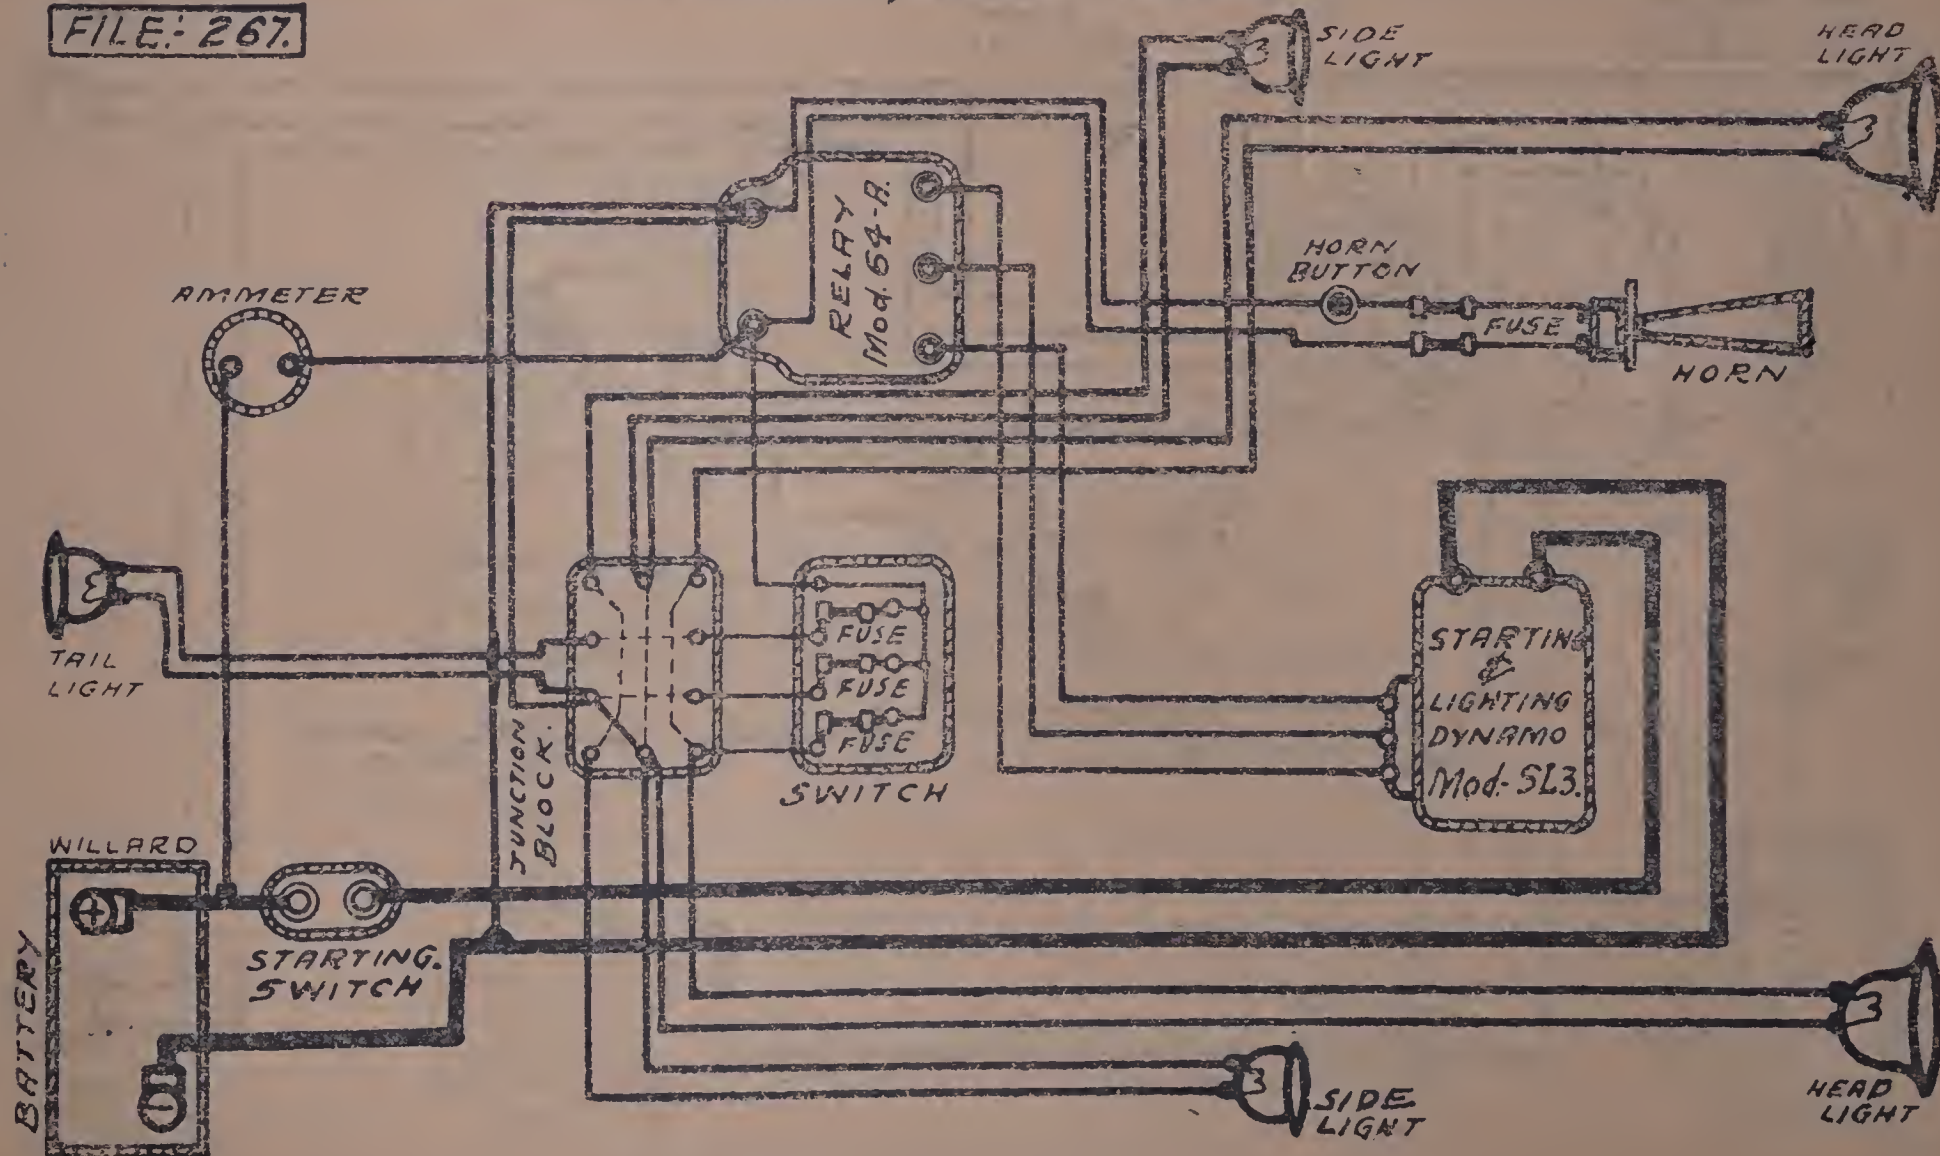 FILE:- 267.
SIDE
LIGHT
HEAD
LIGHT
RELAY
Mod. 64-A.
HORN
BUTTON
FUSE
HORN
AMMETER
TAIL
LIGHT
JUNCTION
BLOCK.
FUSE
FUSE
FUSE
SWITCH
STARTING
&
LIGHTING
DYNAMO
Mod-SL3.
WILLARD
BATTERY
+
STARTING.
SWITCH
-
SIDE
LIGHT
HEAD
LIGHT